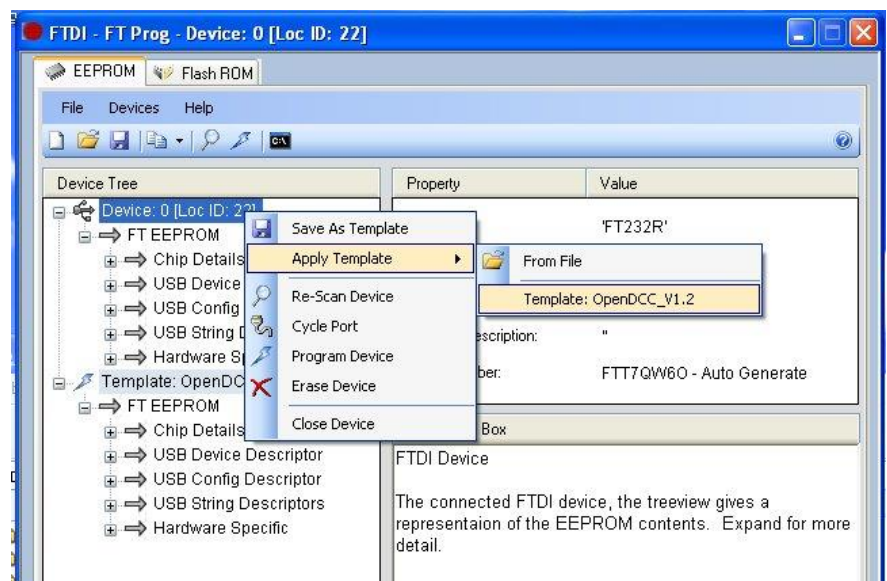 FTDI - FT Prog - Device: 0 [Loc ID: 22]
EEPROM Flash ROM
File Devices Help
C:\
Device Tree
Property Value
Device: 0 [Loc ID: 22]
FT EEPROM
Chip Details
USB Device
USB Config
USB String D
Hardware Sp
Template: OpenDC
FT EEPROM
Chip Details
USB Device Descriptor
USB Config Descriptor
USB String Descriptors
Hardware Specific
Save As Template
Apply Template
Re-Scan Device
Cycle Port
Program Device
Erase Device
Close Device
From File
Template: OpenDCC_V1.2
'FT232R'
escription: ''
ber: FTT7QW6O - Auto Generate
Box
FTDI Device
The connected FTDI device, the treeview gives a
representaion of the EEPROM contents. Expand for more
detail.